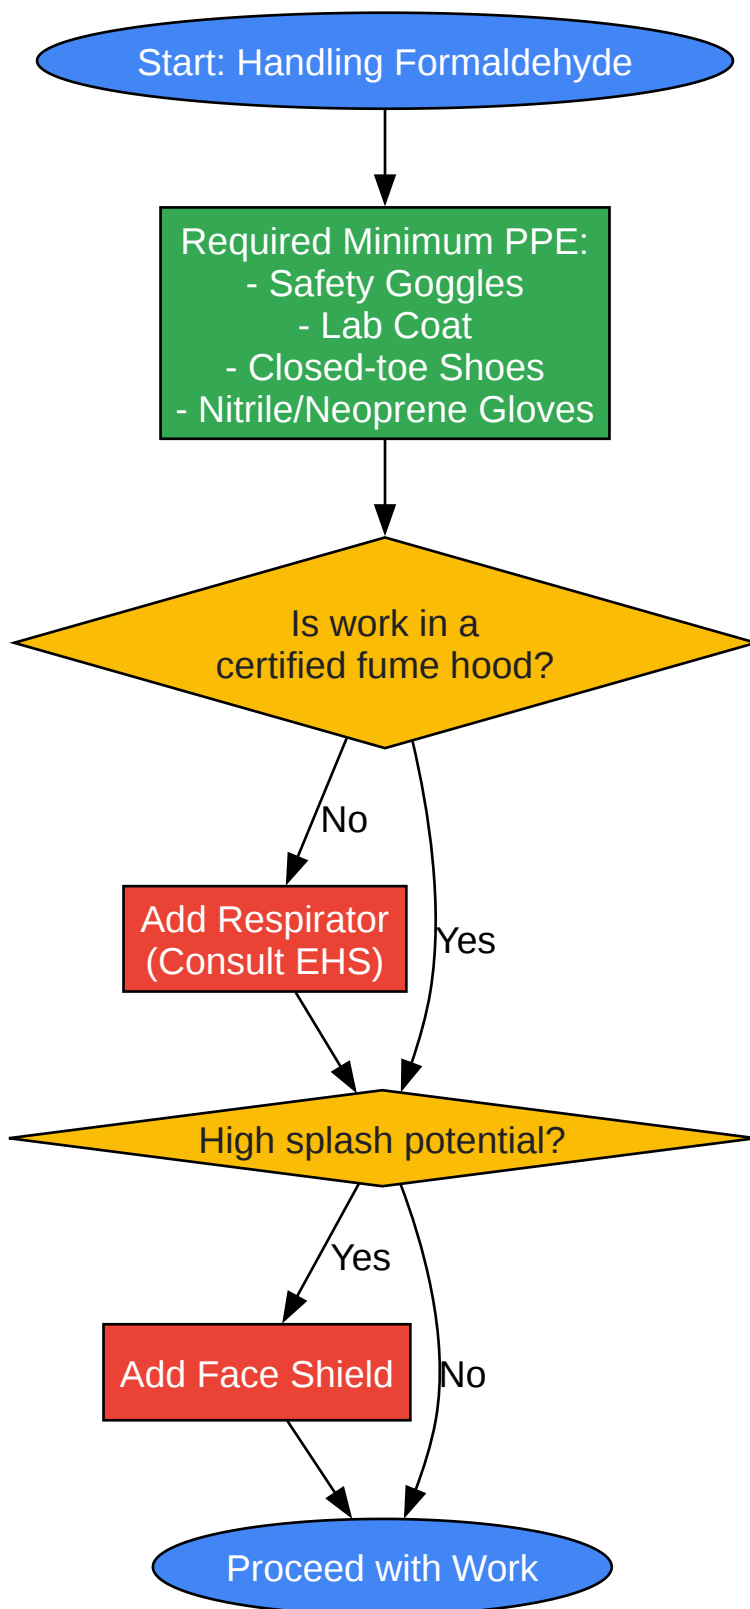 Start: Handling Formaldehyde
Required Minimum PPE:
- Safety Goggles
- Lab Coat
- Closed-toe Shoes
- Nitrile/Neoprene Gloves
Is work in a
certified fume hood?
No
Add Respirator
(Consult EHS)
Yes
High splash potential?
Yes
Add Face Shield
No
Proceed with Work